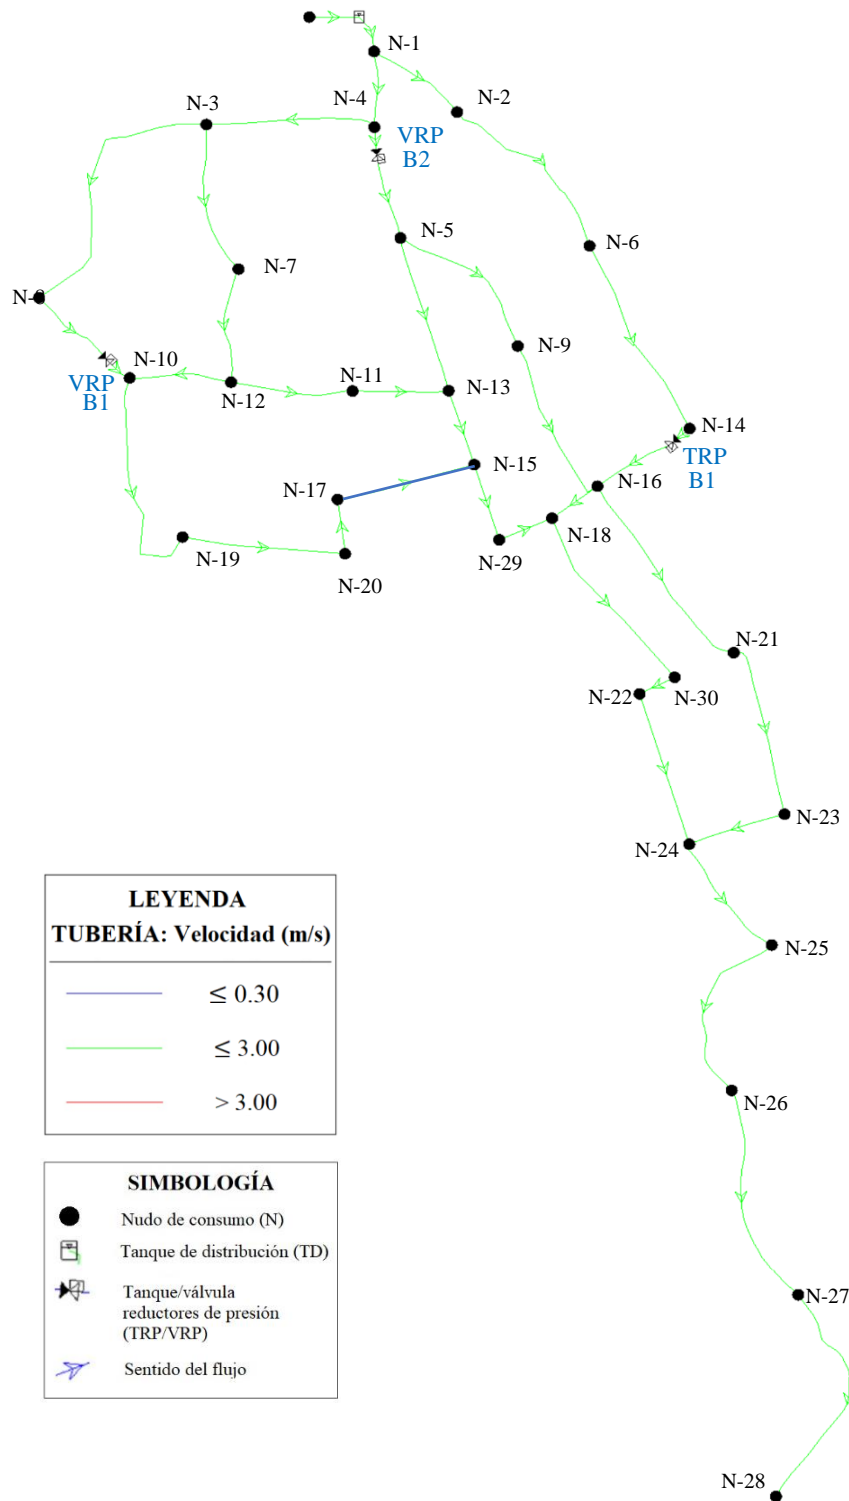 N-1
N-2
N-3
N-4
VRP
B2
N-5
N-6
N-7
N-9
N-10
VRP
B1
N-11
N-12
N-13
N-14
TRP
B1
N-15
N-16
N-17
N-18
N-19
N-20
N-29
N-21
N-22
N-30
N-23
N-24
N-25
N-26
N-27
N-28
LEYENDA
TUBERÍA: Velocidad (m/s)
≤ 0.30
≤ 3.00
> 3.00
SIMBOLOGÍA
Nudo de consumo (N)
Tanque de distribución (TD)
Tanque/válvula
reductores de presión
(TRP/VRP)
Sentido del flujo